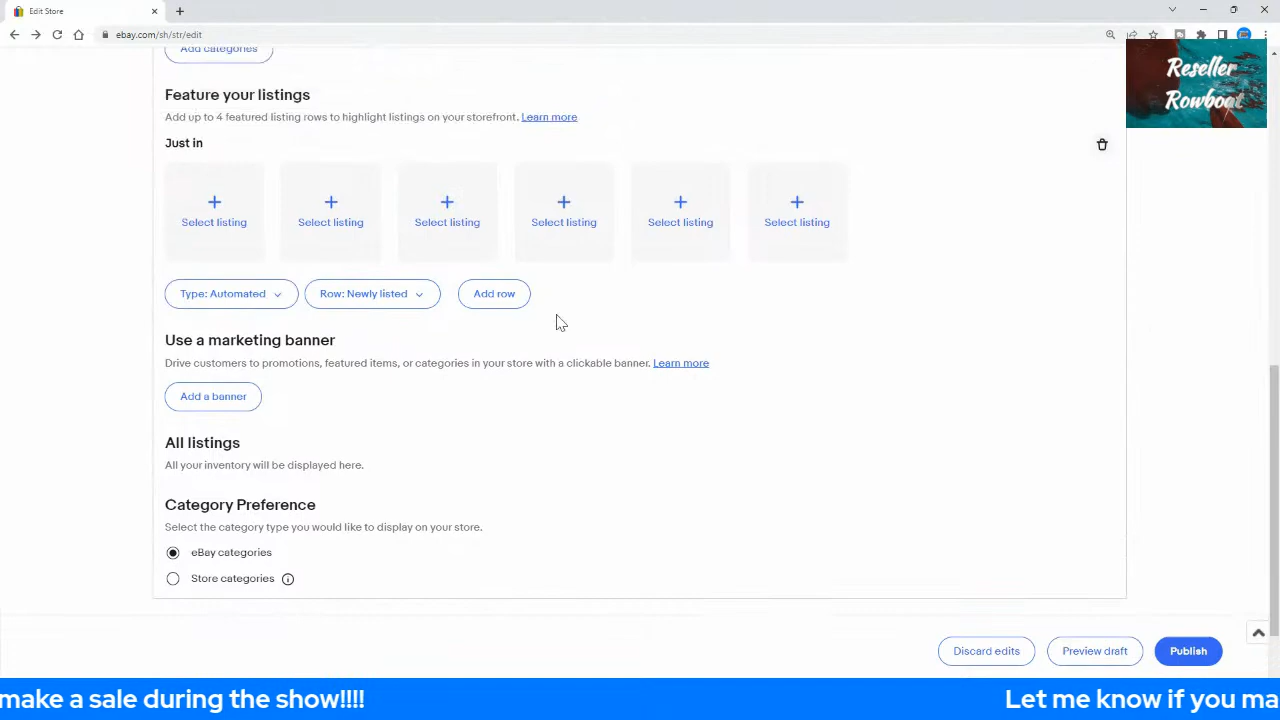 Edit Store
ebay.com/sh/str/edit
Reseller
Rowboat
Add categories
Feature your listings
Add up to 4 featured listing rows to highlight listings on your storefront. Learn more
Just in
Select listing Select listing Select listing Select listing Select listing Select listing
Type: Automated Row: Newly listed Add row
Use a marketing banner
Drive customers to promotions, featured items, or categories in your store with a clickable banner. Learn more
Add a banner
All listings
All your inventory will be displayed here.
Category Preference
Select the category type you would like to display on your store.
eBay categories
Store categories
Discard edits Preview draft Publish
make a sale during the show!!!! Let me know if you ma